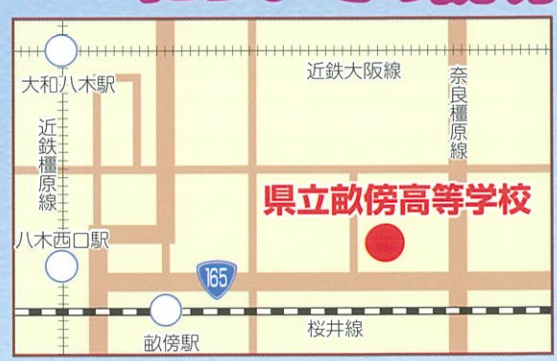 近鉄大阪線
大和八木駅
奈良橿原線
近鉄橿原線
県立畝傍高等学校
八木西口駅
165
桜井線
畝傍駅